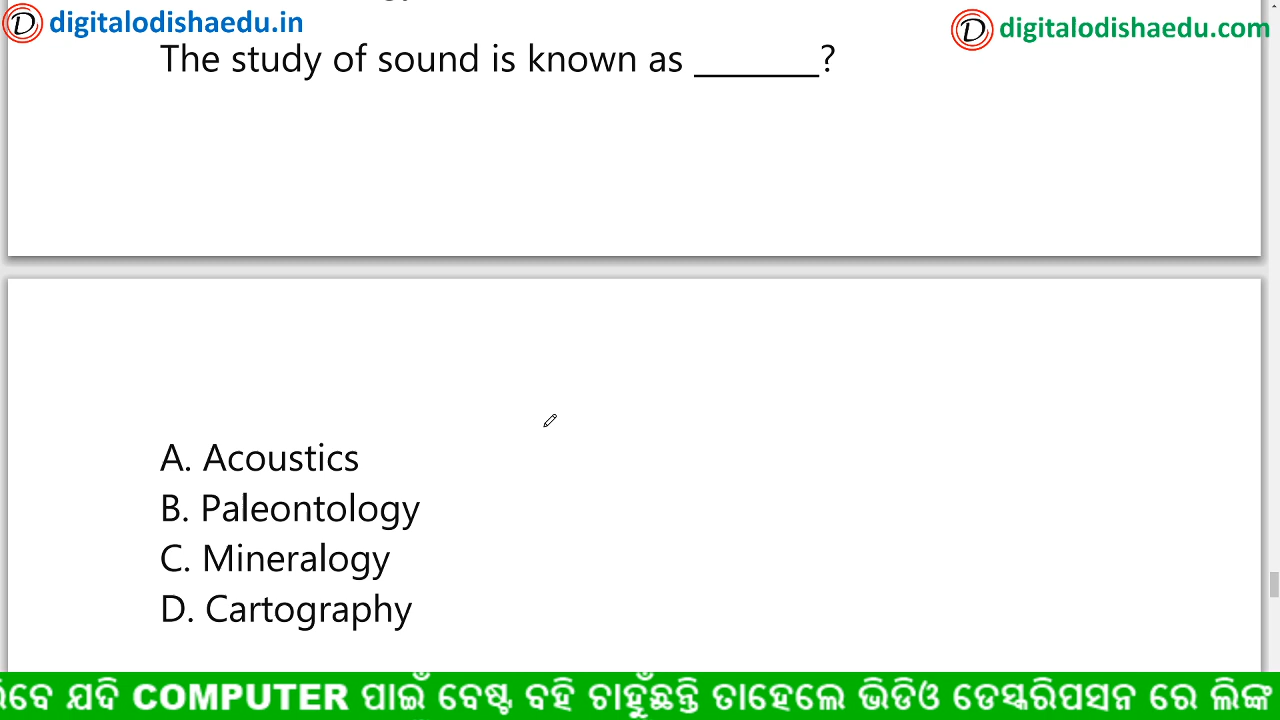 digitalodishaedu.in
digitalodishaedu.com
The study of sound is known as _______?
A. Acoustics
B. Paleontology
C. Mineralogy
D. Cartography
ଯଦି COMPUTER ପାଇଁ ବେଷ୍ଟ ବହି ଚାହୁଁଛନ୍ତି ତାହେଲେ ଭିଡିଓ ଡେସ୍କରିପସନ ରେ ଲିଙ୍କ